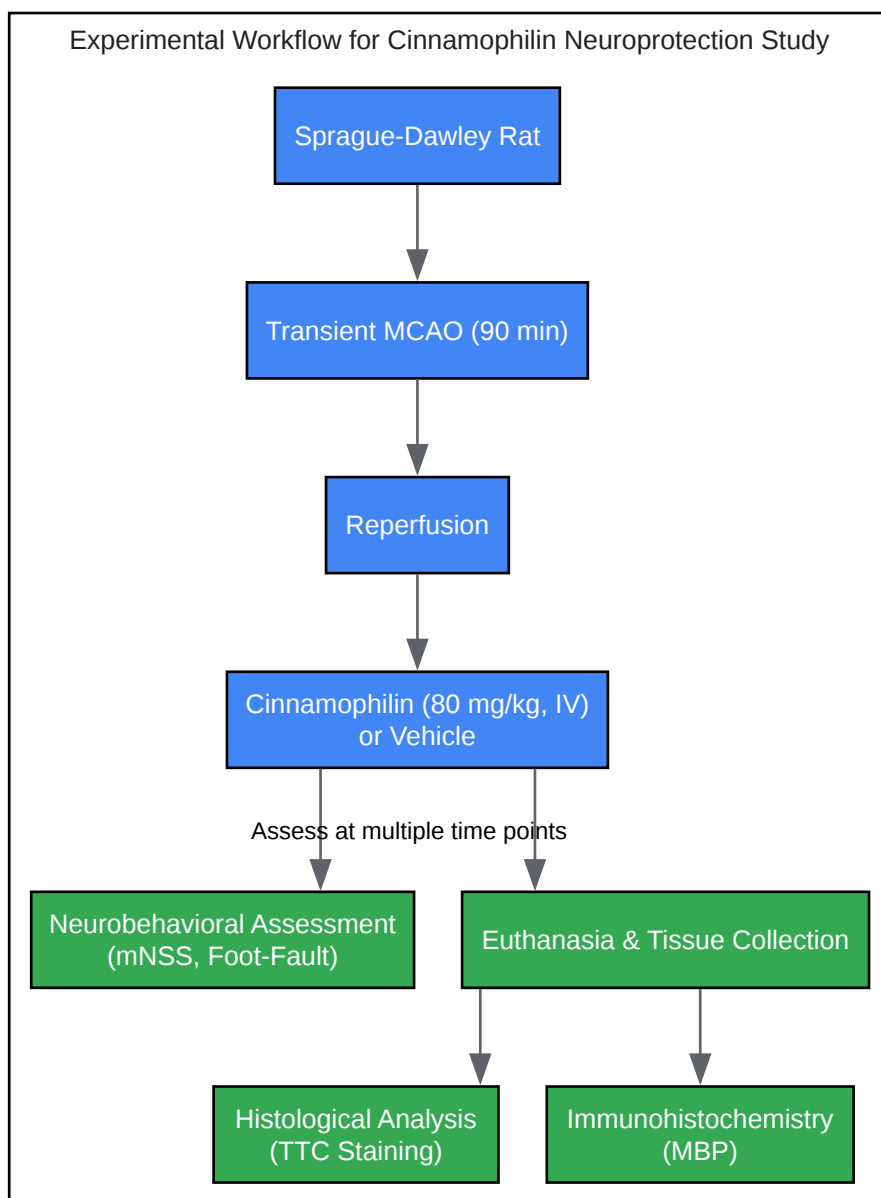 Experimental Workflow for Cinnamophilin Neuroprotection Study
Sprague-Dawley Rat
Transient MCAO (90 min)
Reperfusion
Cinnamophilin (80 mg/kg, IV)
or Vehicle
Assess at multiple time points
Neurobehavioral Assessment
(mNSS, Foot-Fault)
Euthanasia & Tissue Collection
Histological Analysis
(TTC Staining)
Immunohistochemistry
(MBP)